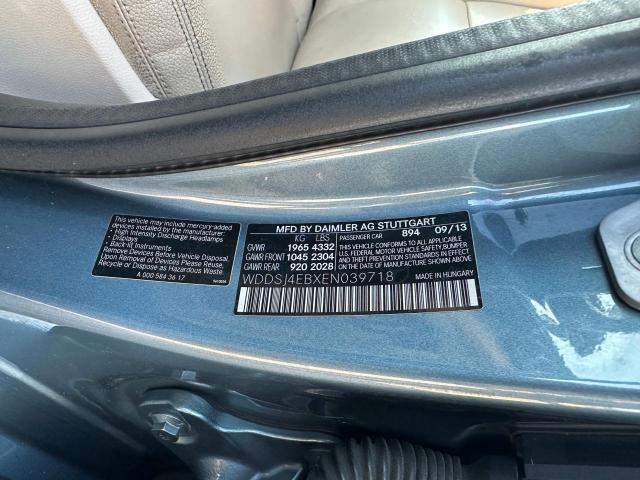 This vehicle may include mercury-added
devices installed by the manufacturer:
- High Intensity Discharge Headlamps
- Displays
- Back-lit Instruments
Remove Devices Before Vehicle Disposal.
Upon Removal of Devices Please Reuse,
Recycle or Dispose as Hazardous Waste.
A 000 584 36 17
MFD BY DAIMLER AG STUTTGART
KG LBS PASSENGER CAR 894 09/13
GVWR 1965 4332
GAWR FRONT 1045 2304
GAWR REAR 920 2028
THIS VEHICLE CONFORMS TO ALL APPLICABLE
U.S. FEDERAL MOTOR VEHICLE SAFETY, BUMPER,
AND THEFT PREVENTION STANDARDS IN
EFFECT ON THE DATE OF MANUFACTURE
SHOWN ABOVE.
WDDSJ4EBXEN039718
MADE IN HUNGARY